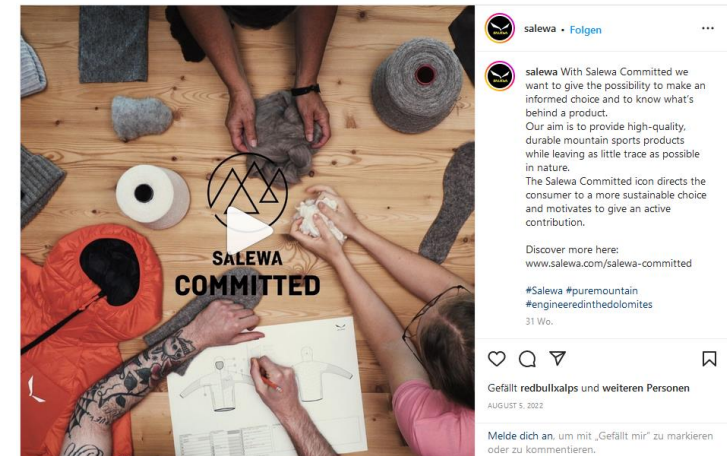 SALEWA
COMMITTED
salewa • Folgen
salewa With Salewa Committed we
want to give the possibility to make an
informed choice and to know what's
behind a product.
Our aim is to provide high-quality,
durable mountain sports products
while leaving as little trace as possible
in nature.
The Salewa Committed icon directs the
consumer to a more sustainable choice
and motivates to give an active
contribution.
Discover more here:
www.salewa.com/salewa-committed
#Salewa #puremountain
#engineeredinthedolomites
31 Wo.
Gefällt redbullxalps und weiteren Personen
AUGUST 5, 2022
Melde dich an, um mit „Gefällt mir" zu markieren
oder zu kommentieren.